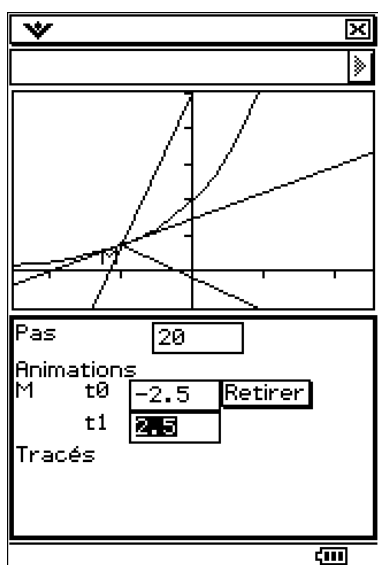 M
Pas 20
Animations
M t0 -2.5 Retirer
t1 2.5
Tracés